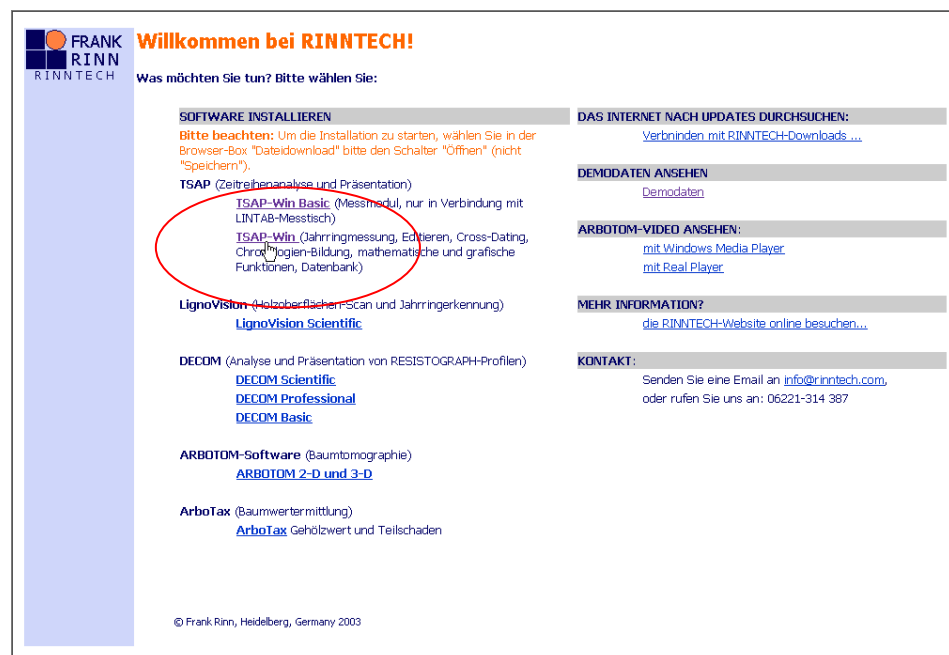 FRANK
RINN
RINNTECH
Willkommen bei RINNTECH!
Was möchten Sie tun? Bitte wählen Sie:
SOFTWARE INSTALLIEREN
Bitte beachten: Um die Installation zu starten, wählen Sie in der
Browser-Box "Dateidownload" bitte den Schalter "Öffnen" (nicht
"Speichern").
TSAP (Zeitreihenanalyse und Präsentation)
TSAP-Win Basic (Messmodul, nur in Verbindung mit
LINTAB-Messtisch)
TSAP-Win (Jahrringmessung, Editieren, Cross-Dating,
Chronologien-Bildung, mathematische und grafische
Funktionen, Datenbank)
LignoVision (Holzoberflächen-Scan und Jahrringerkennung)
LignoVision Scientific
DECOM (Analyse und Präsentation von RESISTOGRAPH-Profilen)
DECOM Scientific
DECOM Professional
DECOM Basic
ARBOTOM-Software (Baumtomographie)
ARBOTOM 2-D und 3-D
ArboTax (Baumwertermittlung)
ArboTax Gehölzwert und Teilschaden
DAS INTERNET NACH UPDATES DURCHSUCHEN:
Verbninden mit RINNTECH-Downloads ...
DEMODATEN ANSEHEN
Demodaten
ARBOTOM-VIDEO ANSEHEN:
mit Windows Media Player
mit Real Player
MEHR INFORMATION?
die RINNTECH-Website online besuchen...
KONTAKT:
Senden Sie eine Email an info@rinntech.com,
oder rufen Sie uns an: 06221-314 387
© Frank Rinn, Heidelberg, Germany 2003